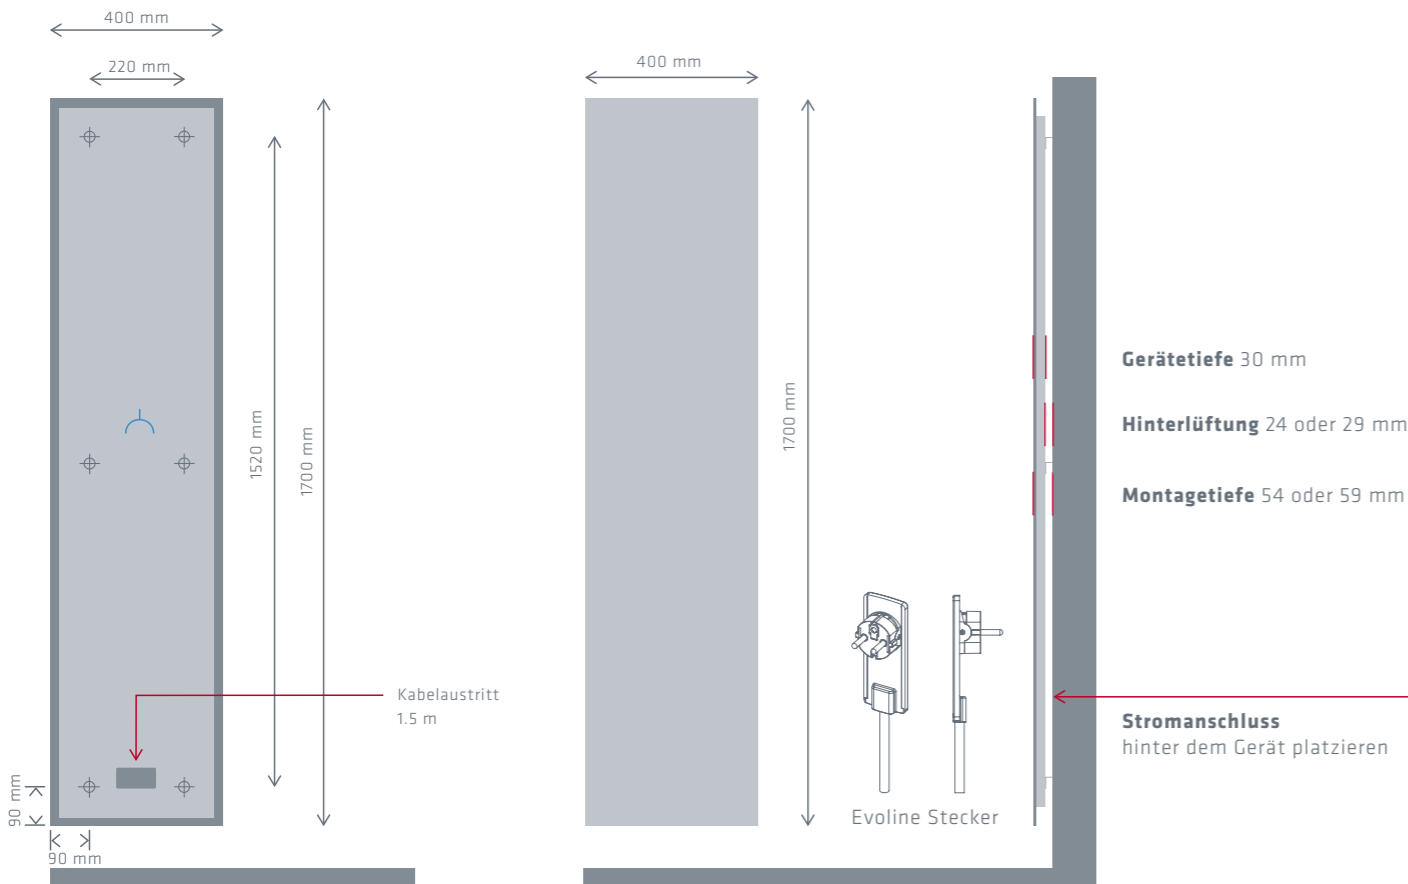 400 mm
220 mm
1520 mm
1700 mm
Kabelaustritt
1.5 m
90 mm
90 mm
400 mm
1700 mm
Evoline Stecker
Gerätetiefe 30 mm
Hinterlüftung 24 oder 29 mm
Montagetiefe 54 oder 59 mm
Stromanschluss
hinter dem Gerät platzieren